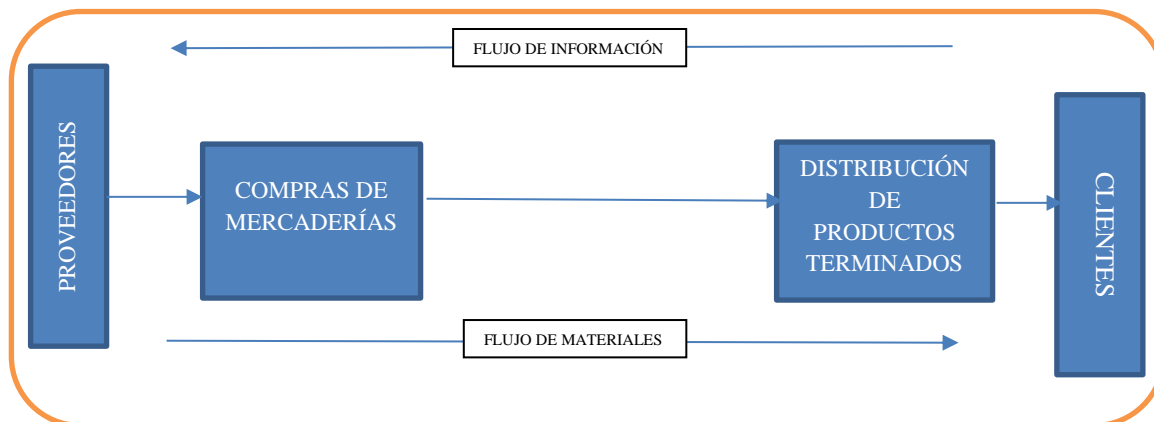 FLUJO DE INFORMACIÓN
PROVEEDORES
COMPRAS DE
MERCADERÍAS
DISTRIBUCIÓN
DE
PRODUCTOS
TERMINADOS
CLIENTES
FLUJO DE MATERIALES